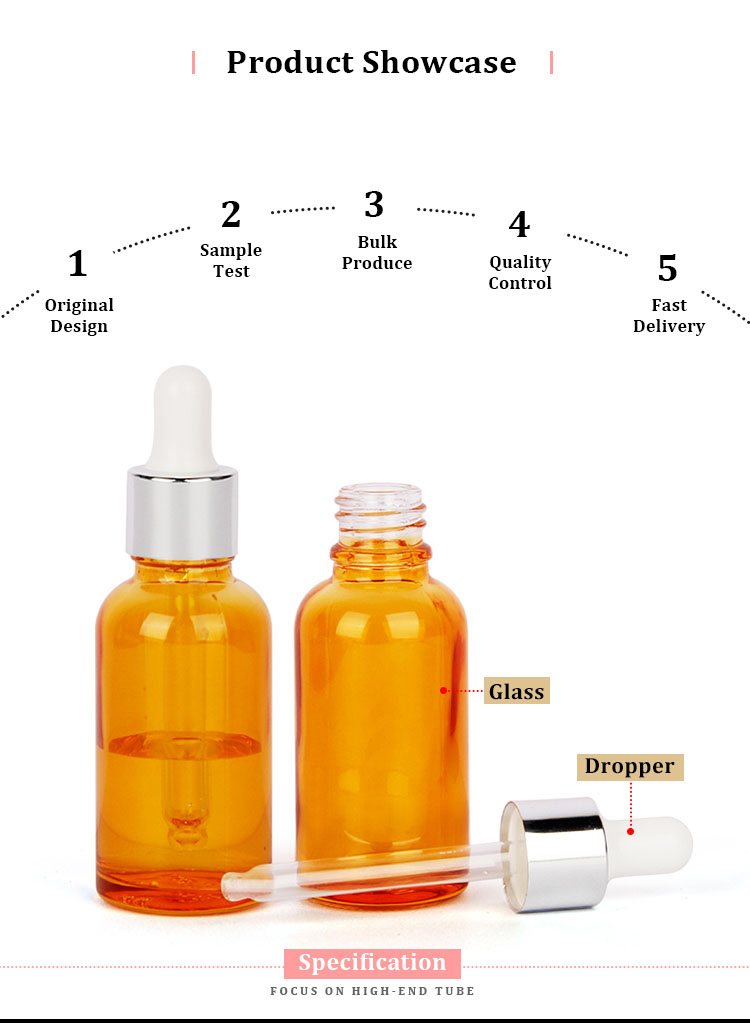 Product Showcase
1
Original
Design
2
Sample
Test
3
Bulk
Produce
4
Quality
Control
5
Fast
Delivery
Glass
Dropper
Specification
FOCUS ON HIGH-END TUBE